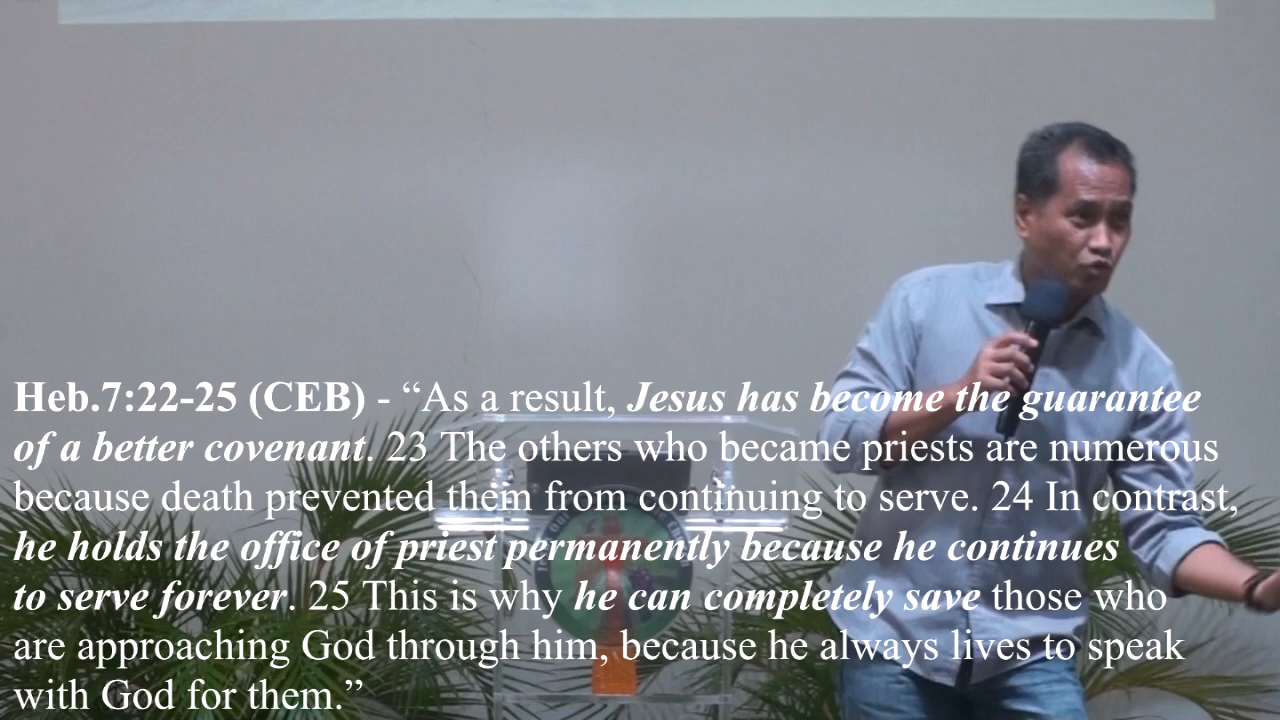 Heb.7:22-25 (CEB) - “As a result, Jesus has become the guarantee
of a better covenant. 23 The others who became priests are numerous
because death prevented them from continuing to serve. 24 In contrast,
he holds the office of priest permanently because he continues
to serve forever. 25 This is why he can completely save those who
are approaching God through him, because he always lives to speak
with God for them.”